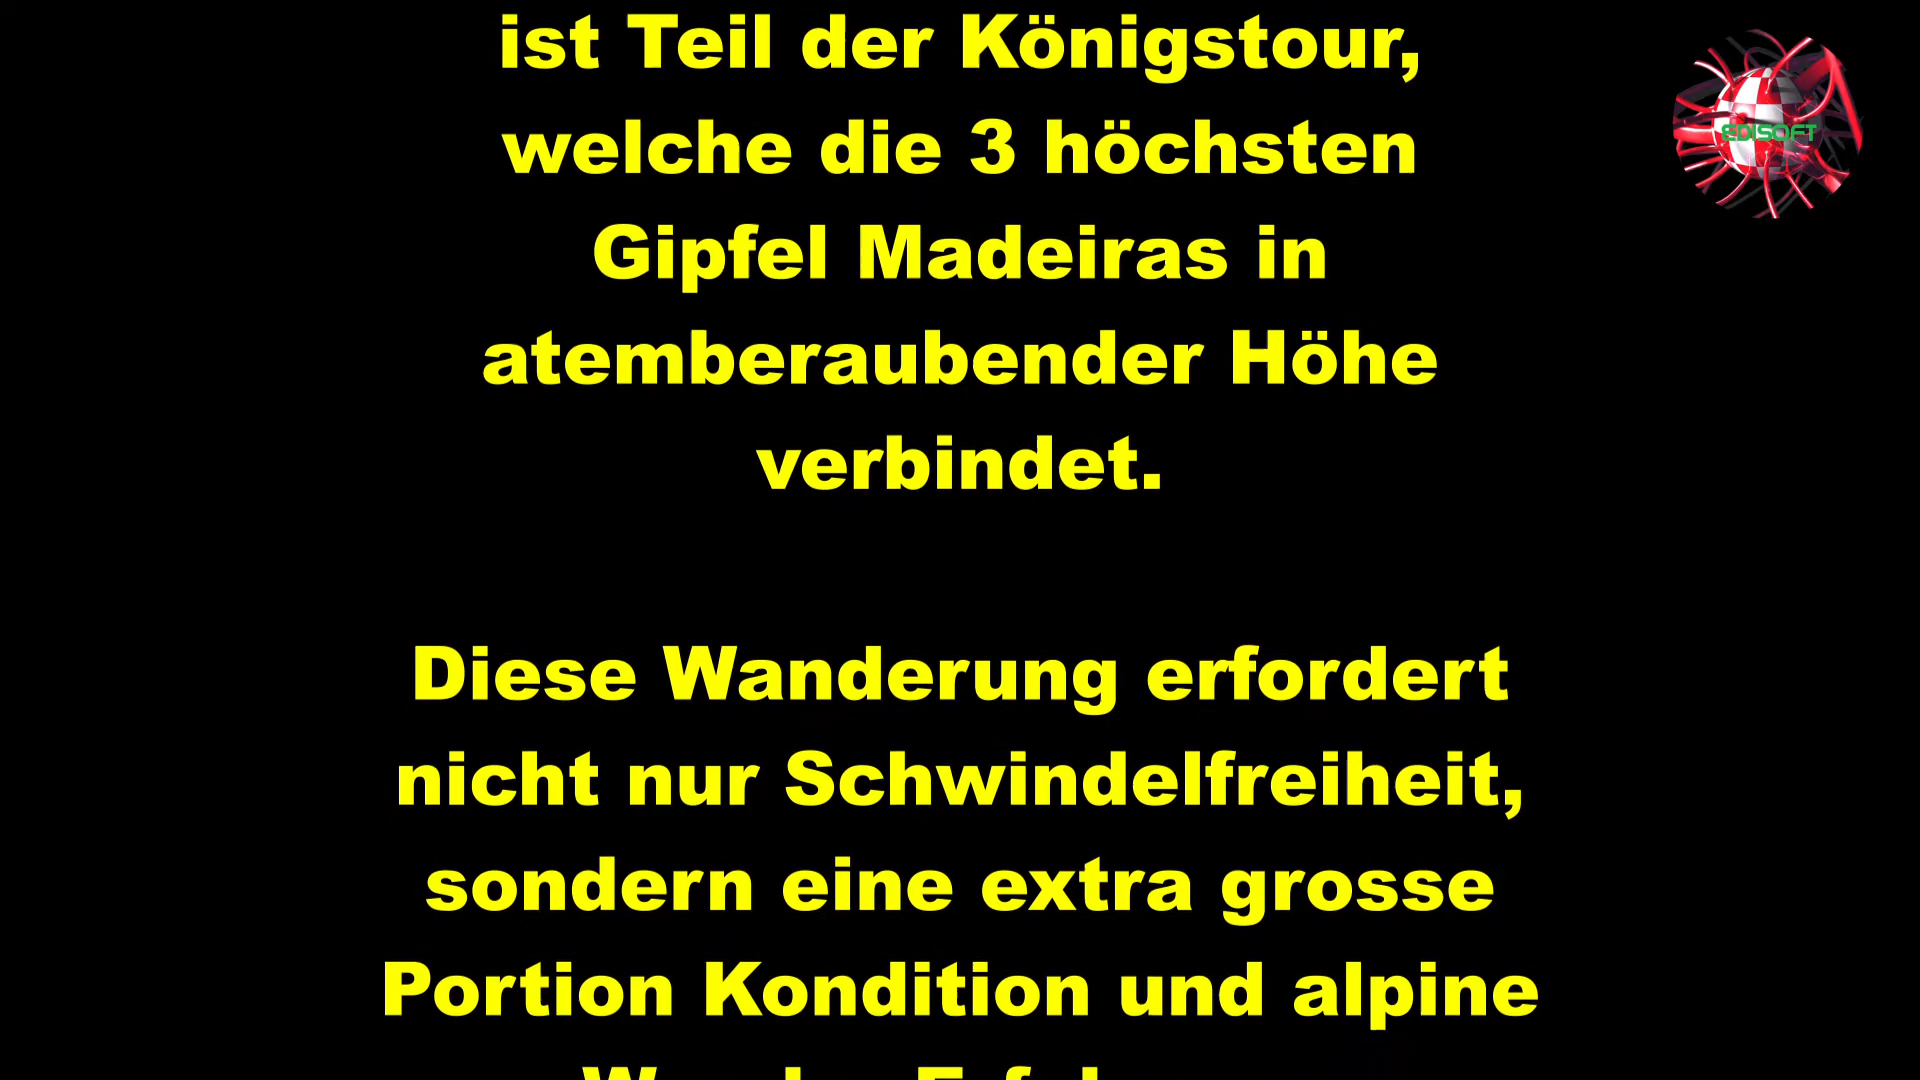 ist Teil der Königstour,
welche die 3 höchsten
Gipfel Madeiras in
atemberaubender Höhe
verbindet.
Diese Wanderung erfordert
nicht nur Schwindelfreiheit,
sondern eine extra grosse
Portion Kondition und alpine
EDISOFT